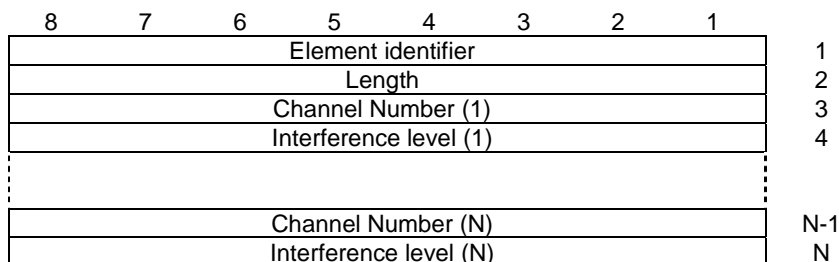 8 7 6 5 4 3 2 1
Element identifier 1
Length 2
Channel Number (1) 3
Interference level (1) 4
Channel Number (N) N-1
Interference level (N) N